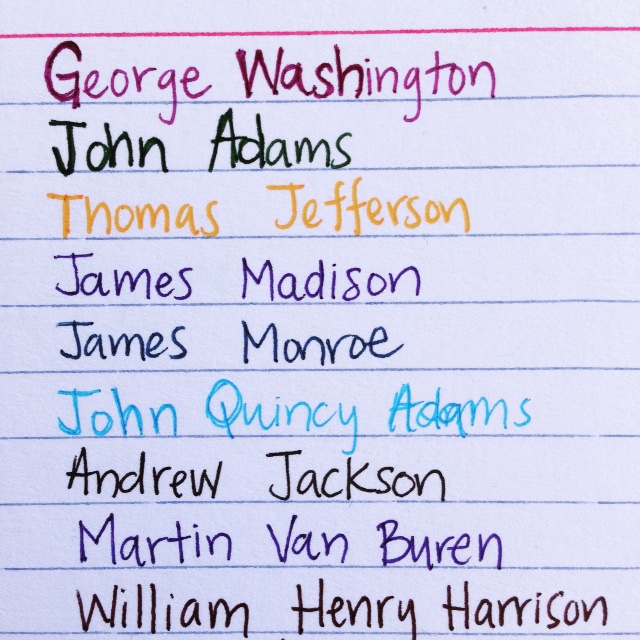 George Washington
John Adams
Thomas Jefferson
James Madison
James Monroe
John Quincy Adams
Andrew Jackson
Martin Van Buren
William Henry Harrison